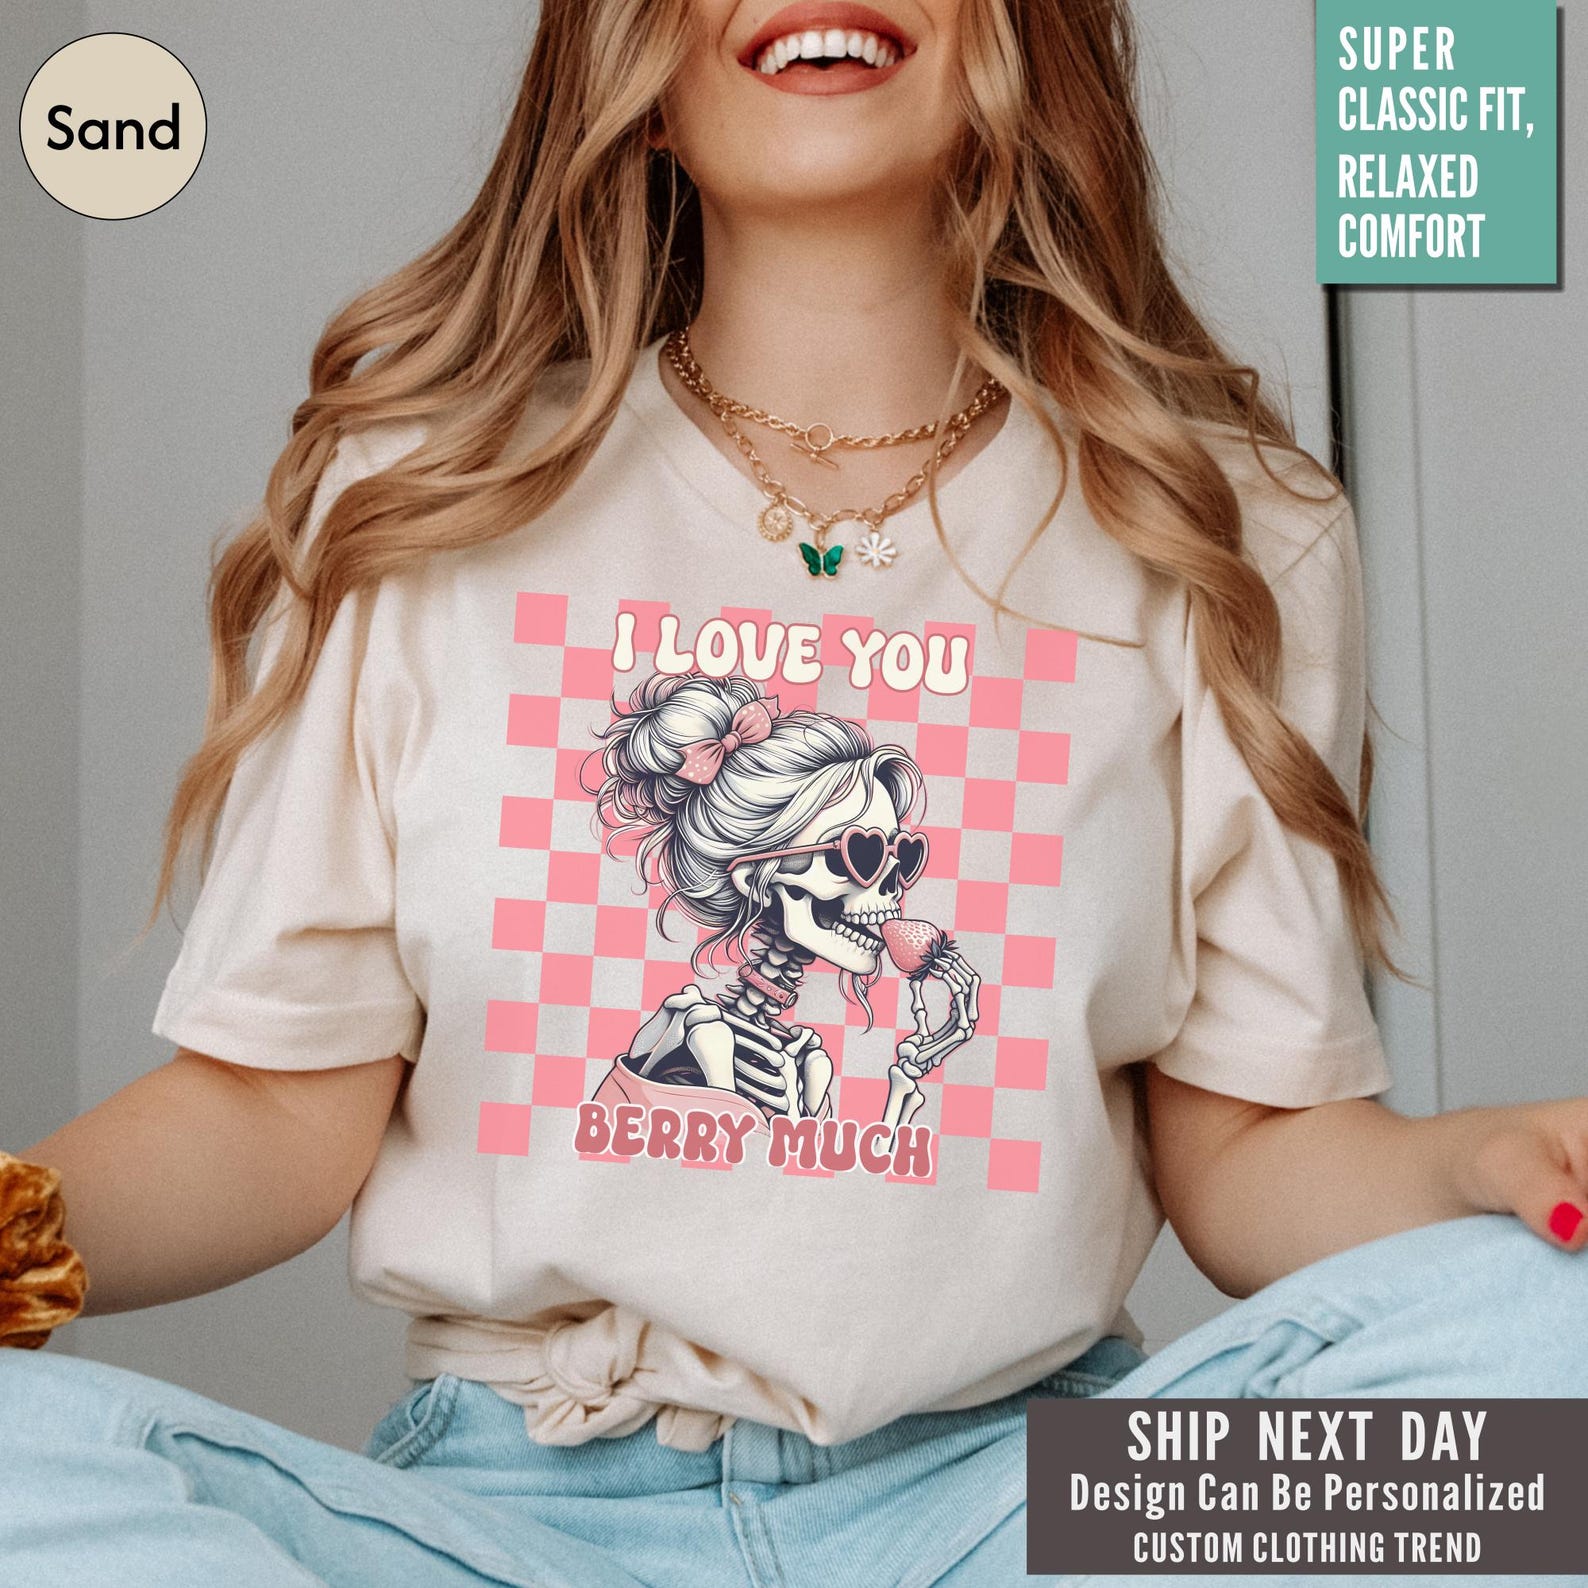 Sand
SUPER
CLASSIC FIT,
RELAXED
COMFORT
I LOVE YOU
BERRY MUCH
SHIP NEXT DAY
Design Can Be Personalized
CUSTOM CLOTHING TREND